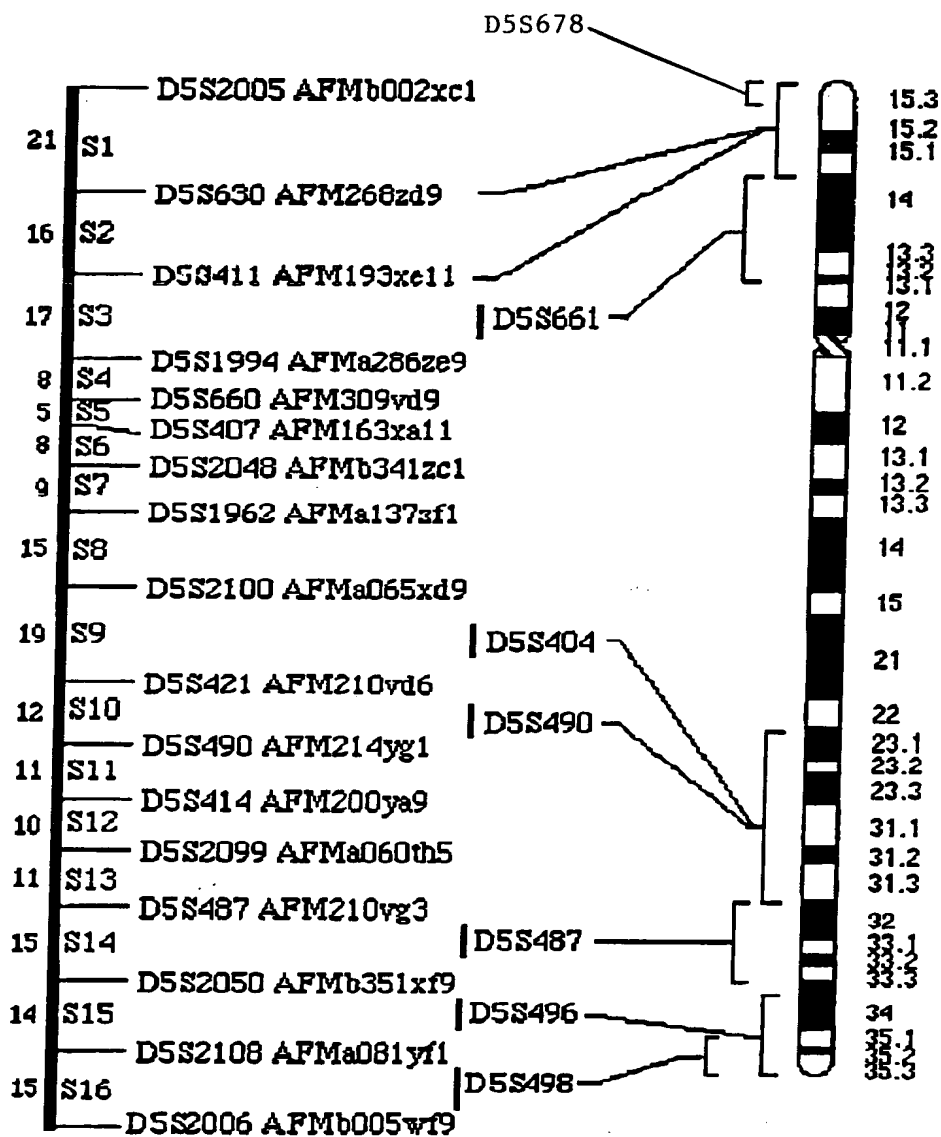 D5S678
D5S2005 AFMb002xc1
21 S1
D5S630 AFM268zd9
16 S2
D5S411 AFM193xe11
17 S3
D5S661
D5S1994 AFMa286ze9
8 S4
D5S660 AFM309vd9
5 S5
D5S407 AFM163xa11
8 S6
D5S2048 AFMb341zc1
9 S7
D5S1962 AFMa137zf1
15 S8
D5S2100 AFMa065xd9
19 S9
D5S404
D5S421 AFM210vd6
12 S10
D5S490
D5S490 AFM214yg1
11 S11
D5S414 AFM200ya9
10 S12
D5S2099 AFMa060th5
11 S13
D5S487 AFM210vg3
15 S14
D5S487
D5S2050 AFMb351xf9
14 S15
D5S496
D5S2108 AFMa081yf1
15 S16
D5S498
D5S2006 AFMb005wf9
15.3
15.2
15.1
14
13.3
13.2
13.1
12
11
11.1
11.2
12
13.1
13.2
13.3
14
15
21
22
23.1
23.2
23.3
31.1
31.2
31.3
32
33.1
33.2
33.3
34
35.1
35.2
35.3